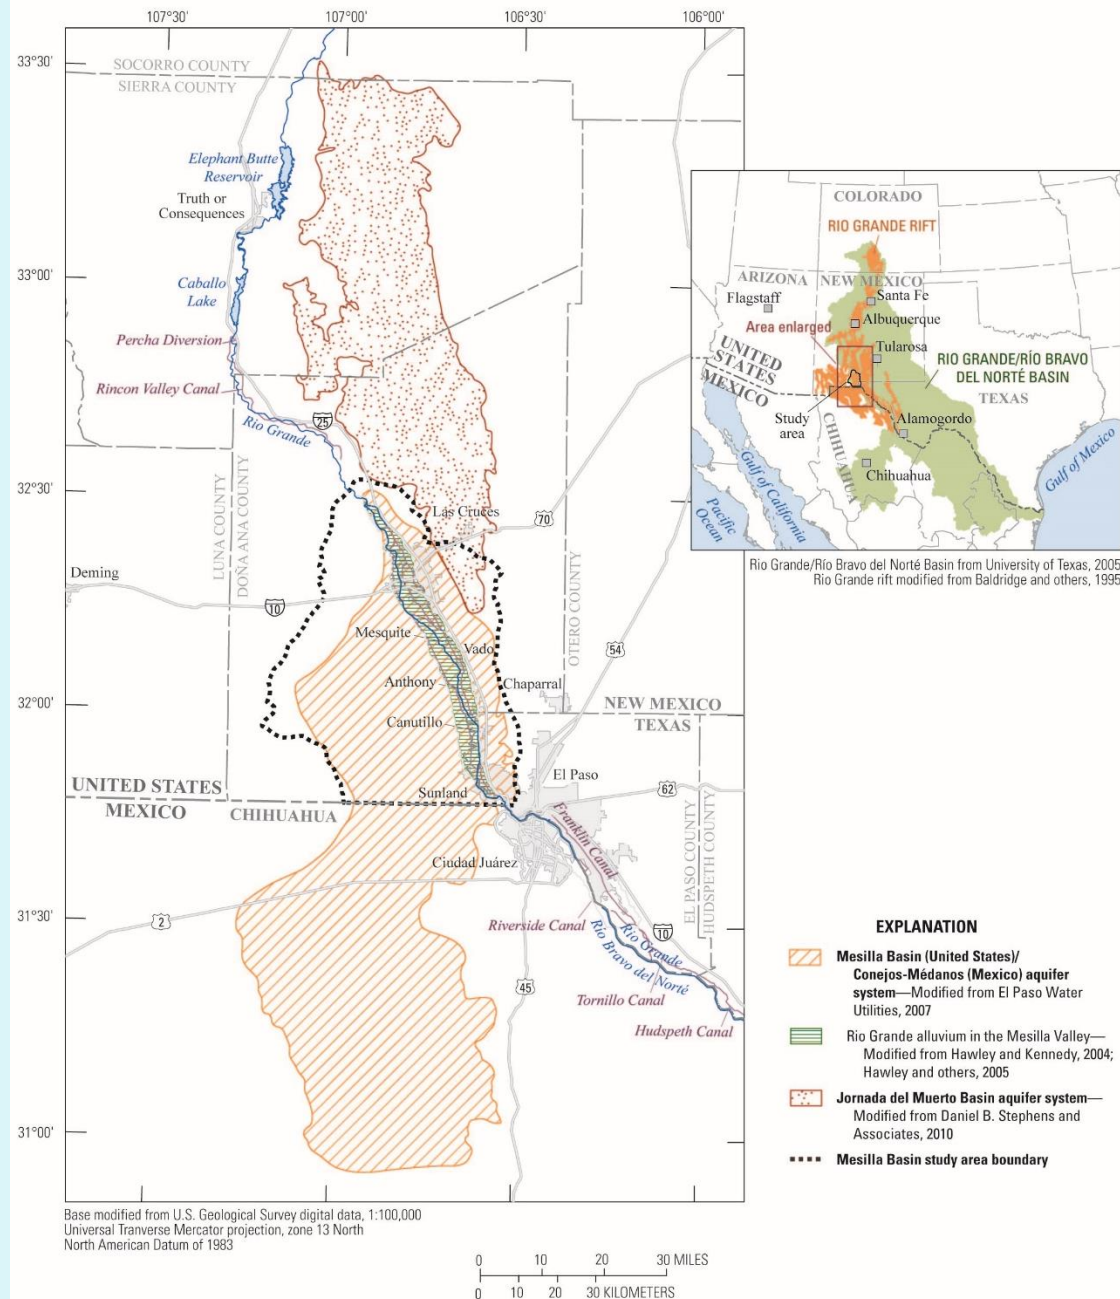 107°30'
107°00'
106°30'
106°00'
33°30'
SOCORRO COUNTY
SIERRA COUNTY
Elephant Butte
Reservoir
Truth or
Consequences
33°00'
Caballo
Lake
Percha Diversion
Rincon Valley Canal
Rio Grande
25
32°30'
Las Cruces
70
LUNA COUNTY
DONA ANA COUNTY
Deming
10
OTERO COUNTY
Mesquite
Vado
54
Anthony
Chaparral
32°00'
NEW MEXICO
TEXAS
Canutillo
El Paso
UNITED STATES
MEXICO
CHIHUAHUA
Sunland
62
Franklin Canal
EL PASO COUNTY
HUDSPETH COUNTY
Ciudad Juárez
31°30'
2
Riverside Canal
10
Rio Grande
Río Bravo del Norté
45
Tornillo Canal
Hudspeth Canal
31°00'
COLORADO
RIO GRANDE RIFT
ARIZONA
NEW MEXICO
Flagstaff
Santa Fe
Area enlarged
Albuquerque
Tularosa
UNITED STATES
MEXICO
RIO GRANDE/RÍO BRAVO
DEL NORTÉ BASIN
TEXAS
Study
area
CHIHUAHUA
Alamogordo
Chihuahua
Gulf of California
Gulf of Mexico
Pacific
Ocean
Rio Grande/Río Bravo del Norté Basin from University of Texas, 2005
Rio Grande rift modified from Baldridge and others, 1995
EXPLANATION
Mesilla Basin (United States)/
Conejos-Médanos (Mexico) aquifer
system—Modified from El Paso Water
Utilities, 2007
Rio Grande alluvium in the Mesilla Valley—
Modified from Hawley and Kennedy, 2004;
Hawley and others, 2005
Jornada del Muerto Basin aquifer system—
Modified from Daniel B. Stephens and
Associates, 2010
Mesilla Basin study area boundary
Base modified from U.S. Geological Survey digital data, 1:100,000
Universal Tranverse Mercator projection, zone 13 North
North American Datum of 1983
0 10 20 30 MILES
0 10 20 30 KILOMETERS